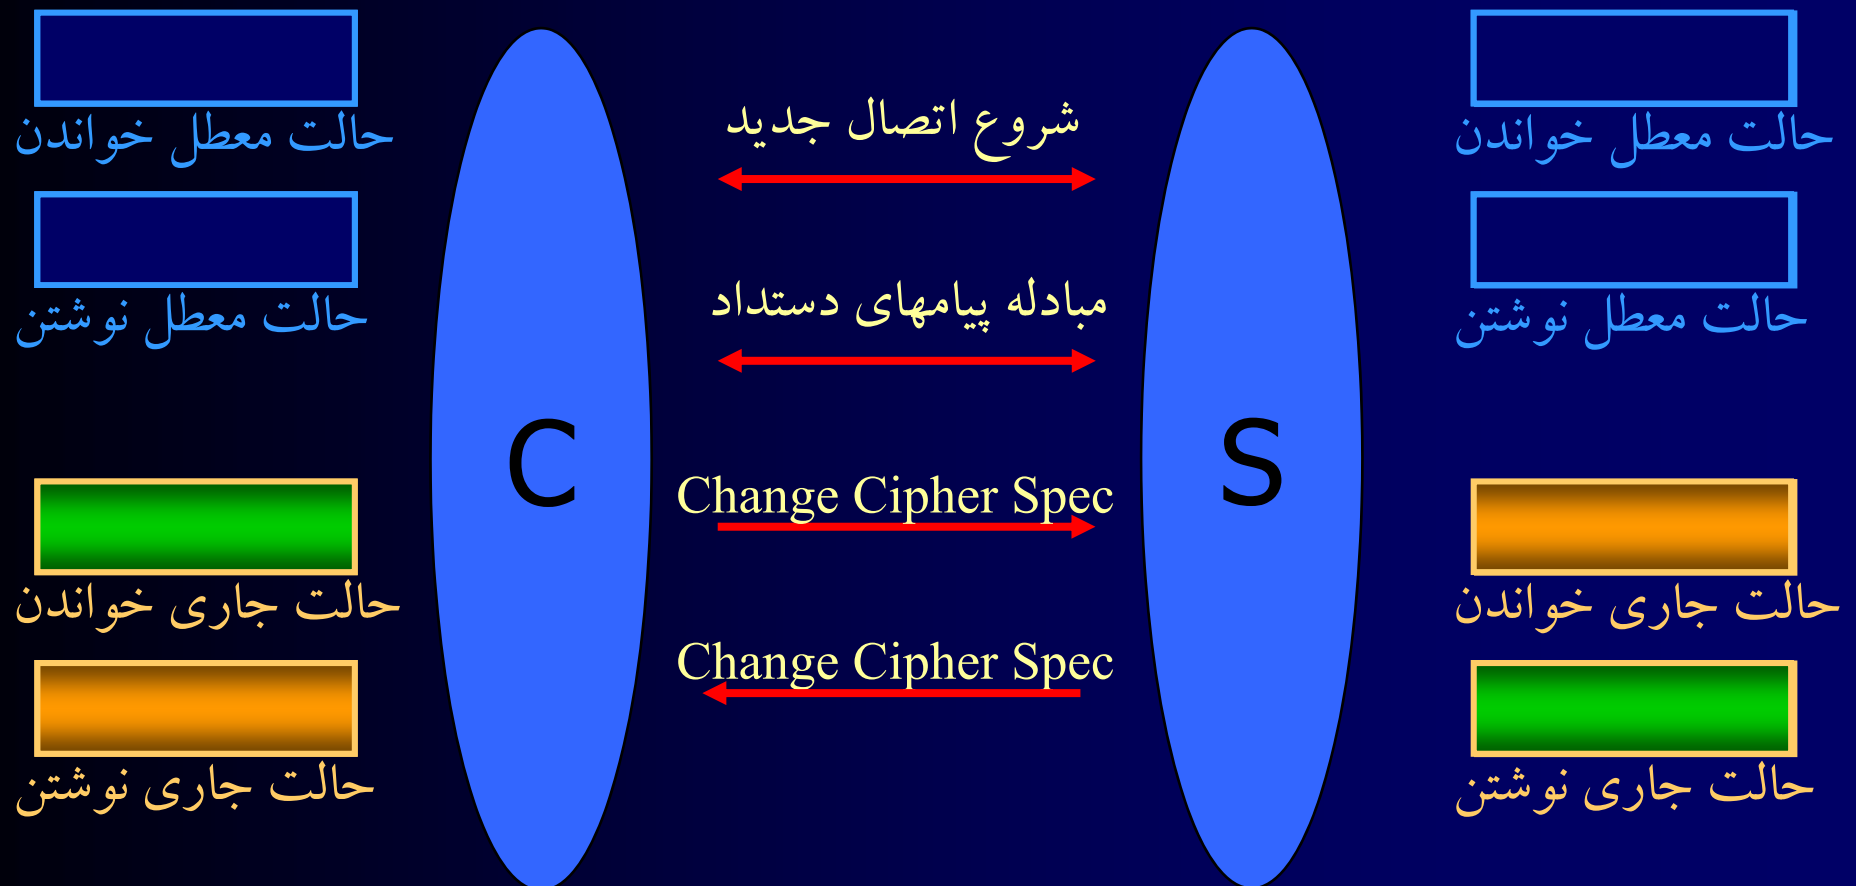 حالت معطل خواندن
حالت معطل نوشتن
حالت جاری خواندن
حالت جاری نوشتن
C
شروع اتصال جدید
مبادله پیامهای دستداد
Change Cipher Spec
Change Cipher Spec
S
حالت معطل خواندن
حالت معطل نوشتن
حالت جاری خواندن
حالت جاری نوشتن